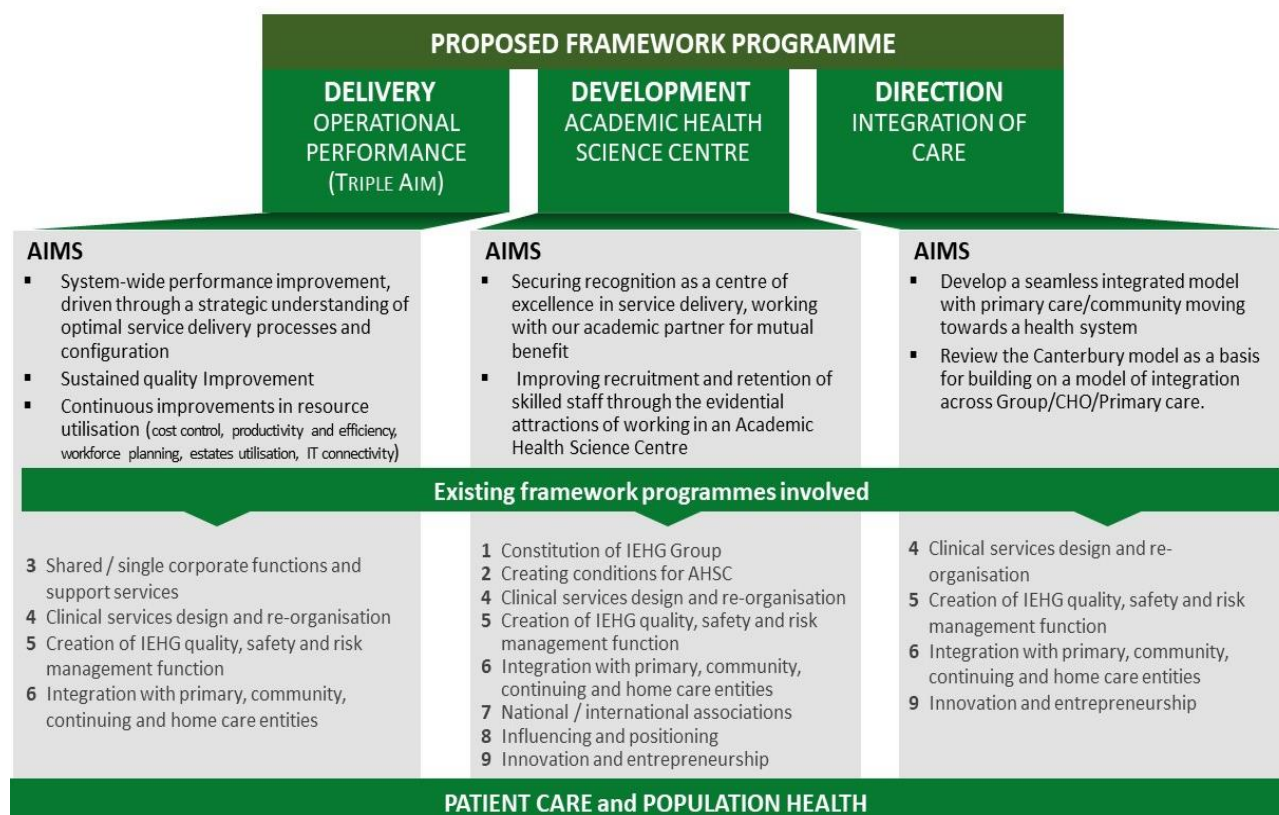 PROPOSED FRAMEWORK PROGRAMME
DELIVERY
OPERATIONAL
PERFORMANCE
(TRIPLE AIM)
DEVELOPMENT
ACADEMIC HEALTH
SCIENCE CENTRE
DIRECTION
INTEGRATION OF
CARE
AIMS
▪ System-wide performance improvement,
driven through a strategic understanding of
optimal service delivery processes and
configuration
▪ Sustained quality Improvement
▪ Continuous improvements in resource
utilisation (cost control, productivity and efficiency,
workforce planning, estates utilisation, IT connectivity)
AIMS
▪ Securing recognition as a centre of
excellence in service delivery, working
with our academic partner for mutual
benefit
▪ Improving recruitment and retention of
skilled staff through the evidential
attractions of working in an Academic
Health Science Centre
AIMS
▪ Develop a seamless integrated model
with primary care/community moving
towards a health system
▪ Review the Canterbury model as a basis
for building on a model of integration
across Group/CHO/Primary care.
Existing framework programmes involved
3 Shared / single corporate functions and
support services
4 Clinical services design and re-organisation
5 Creation of IEHG quality, safety and risk
management function
6 Integration with primary, community,
continuing and home care entities
1 Constitution of IEHG Group
2 Creating conditions for AHSC
4 Clinical services design and re-organisation
5 Creation of IEHG quality, safety and risk
management function
6 Integration with primary, community,
continuing and home care entities
7 National / international associations
8 Influencing and positioning
9 Innovation and entrepreneurship
4 Clinical services design and re-
organisation
5 Creation of IEHG quality, safety and risk
management function
6 Integration with primary, community,
continuing and home care entities
9 Innovation and entrepreneurship
PATIENT CARE and POPULATION HEALTH